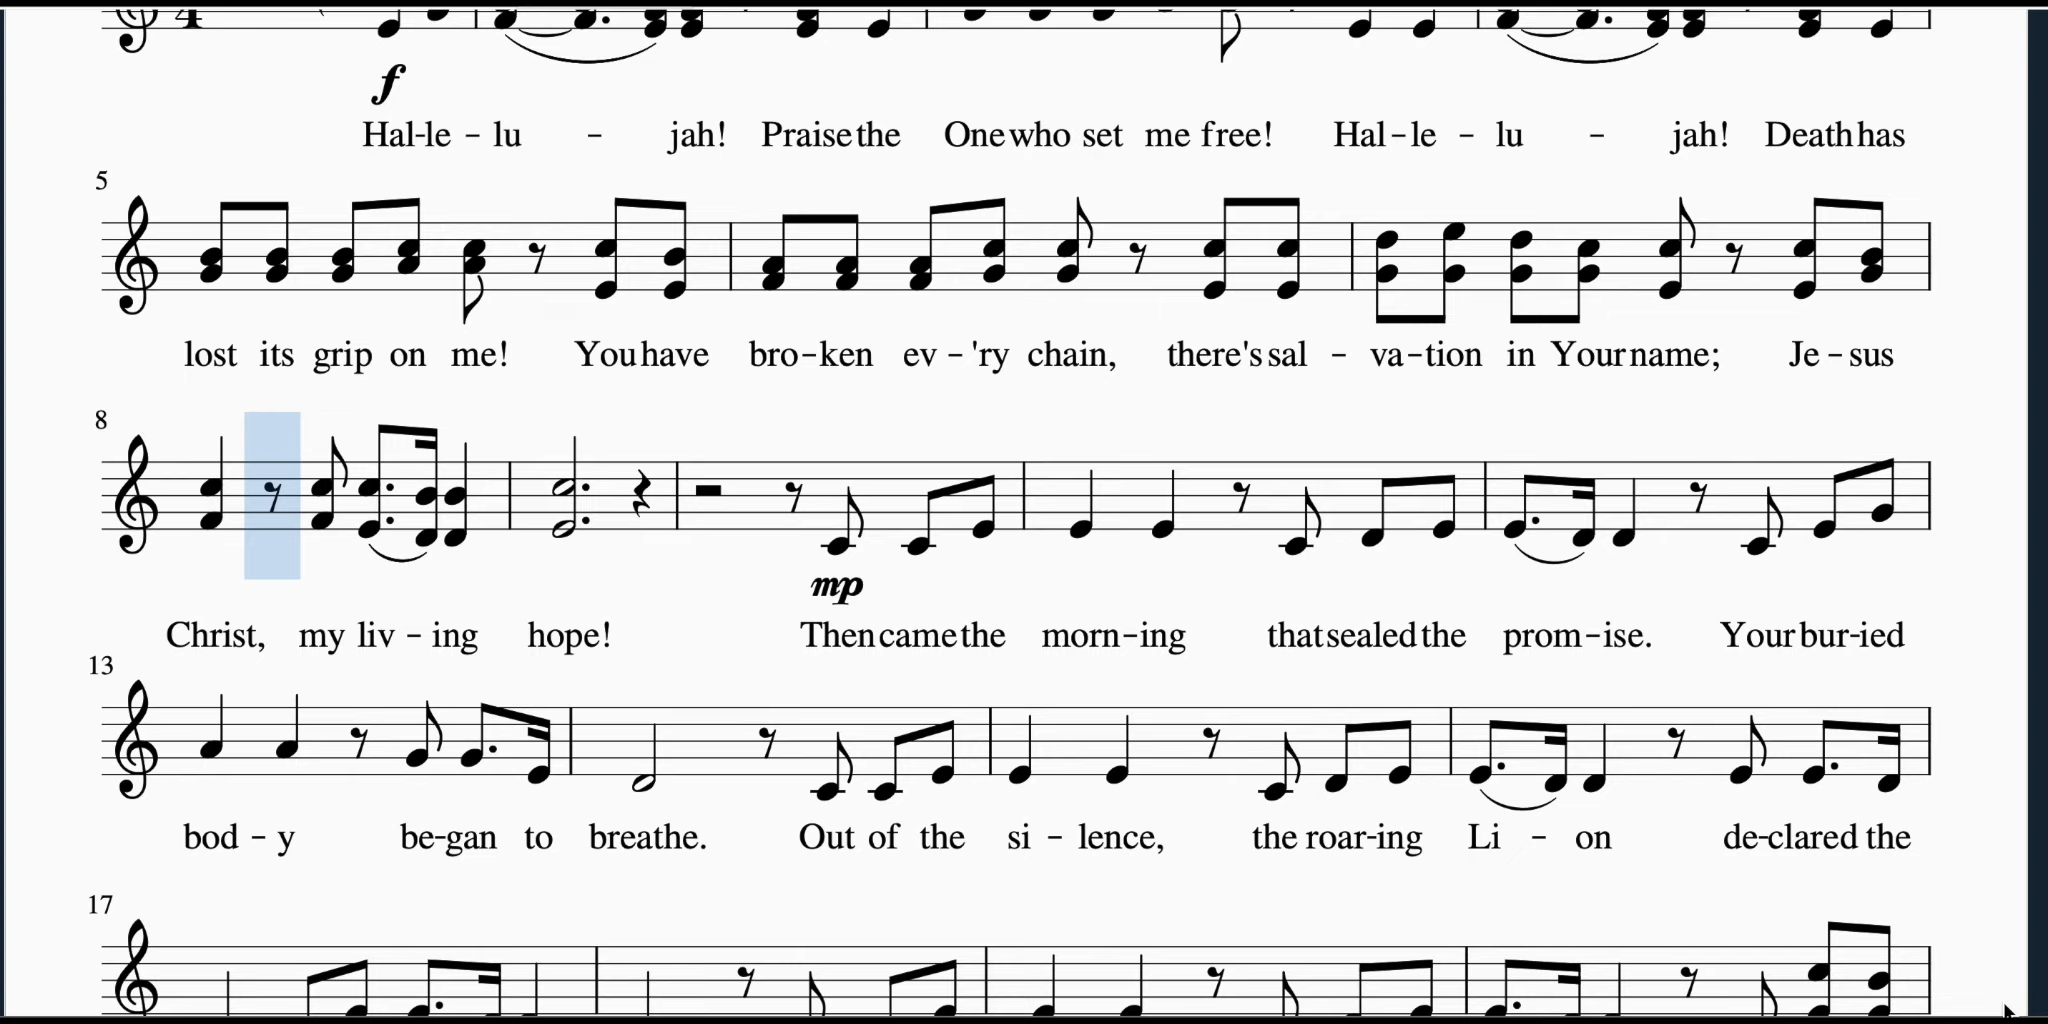 4
f
Hal-le - lu - jah! Praise the One who set me free! Hal-le - lu - jah! Death has
5
lost its grip on me! You have bro-ken ev-'ry chain, there's sal - va-tion in Your name; Je-sus
8
mp
Christ, my liv-ing hope! Then came the morn-ing that sealed the prom-ise. Your bur-ied
13
bod-y be-gan to breathe. Out of the si-lence, the roar-ing Li - on de-clared the
17